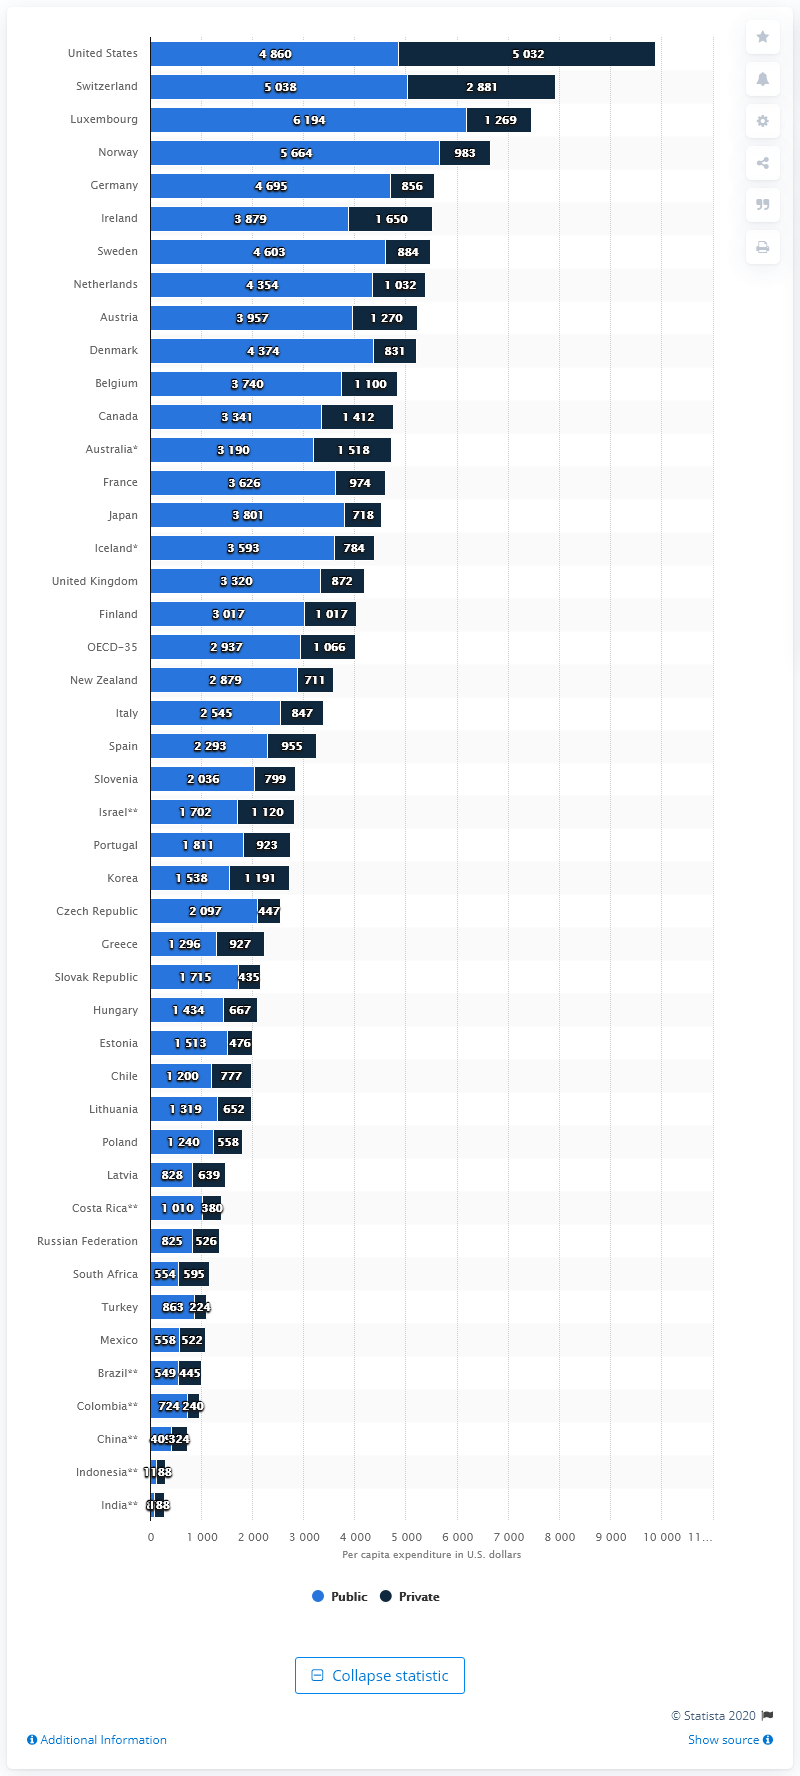 United States 4 860 5 032
Switzerland 5 038 2 881
Luxembourg 6 194 1 269
Norway 5 664 983
Germany 4 695 856
Ireland 3 879 1 650
Sweden 4 603 884
Netherlands 4 354 1 032
Austria 3 957 1 270
Denmark 4 374 831
Belgium 3 740 1 100
Canada 3 341 1 412
Australia* 3 190 1 518
France 3 626 974
Japan 3 801 718
Iceland* 3 593 784
United Kingdom 3 320 872
Finland 3 017 1 017
OECD-35 2 937 1 066
New Zealand 2 879 711
Italy 2 545 847
Spain 2 293 955
Slovenia 2 036 799
Israel** 1 702 1 120
Portugal 1 811 923
Korea 1 538 1 191
Czech Republic 2 097 447
Greece 1 296 927
Slovak Republic 1 715 435
Hungary 1 434 667
Estonia 1 513 476
Chile 1 200 777
Lithuania 1 319 652
Poland 1 240 558
Latvia 828 639
Costa Rica** 1 010 380
Russian Federation 825 526
South Africa 554 595
Turkey 863 224
Mexico 558 522
Brazil** 549 445
Colombia** 724 240
China** 324
Indonesia**
India**
0 1 000 2 000 3 000 4 000 5 000 6 000 7 000 8 000 9 000 10 000 11...
Per capita expenditure in U.S. dollars
Public Private
Collapse statistic
© Statista 2020
Additional Information Show source